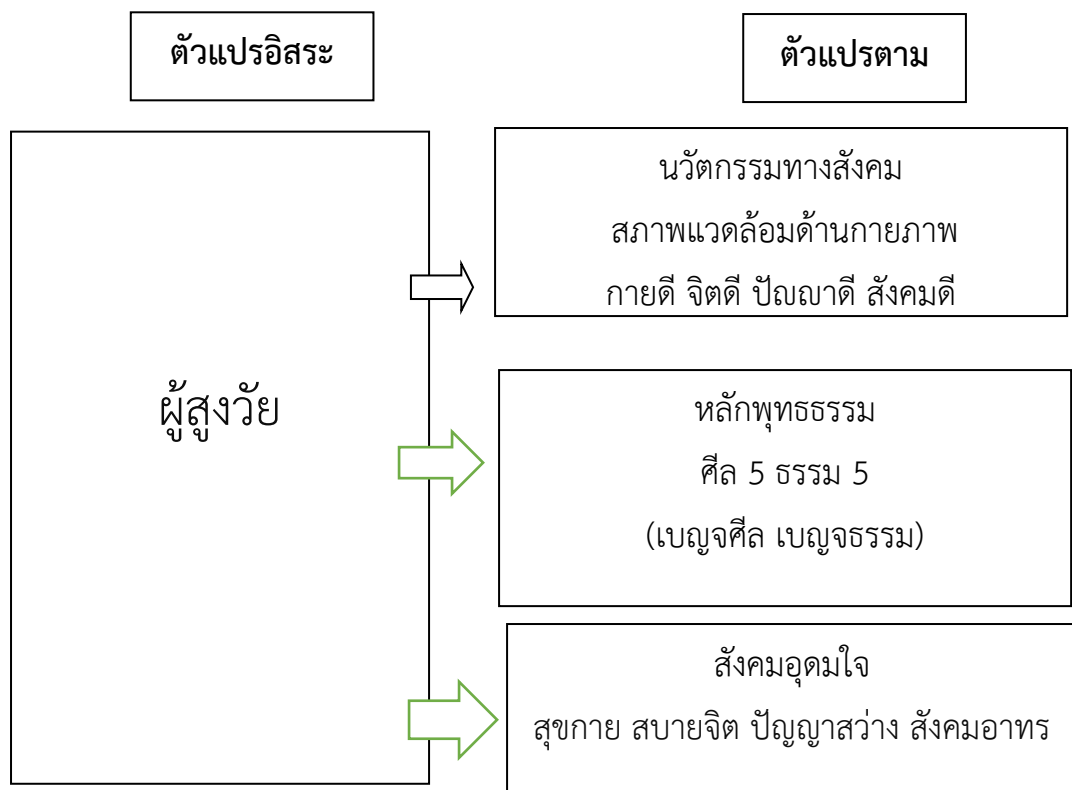 ตัวแปรอิสระ
ตัวแปรตาม
ผู้สูงวัย
นวัตกรรมทางสังคม
สภาพแวดล้อมด้านกายภาพ
กายดี จิตดี ปัญญาดี สังคมดี
หลักพุทธธรรม
ศีล 5 ธรรม 5
(เบญจศีล เบญจธรรม)
สังคมอุดมใจ
สุขกาย สบายจิต ปัญญาสว่าง สังคมอาทร